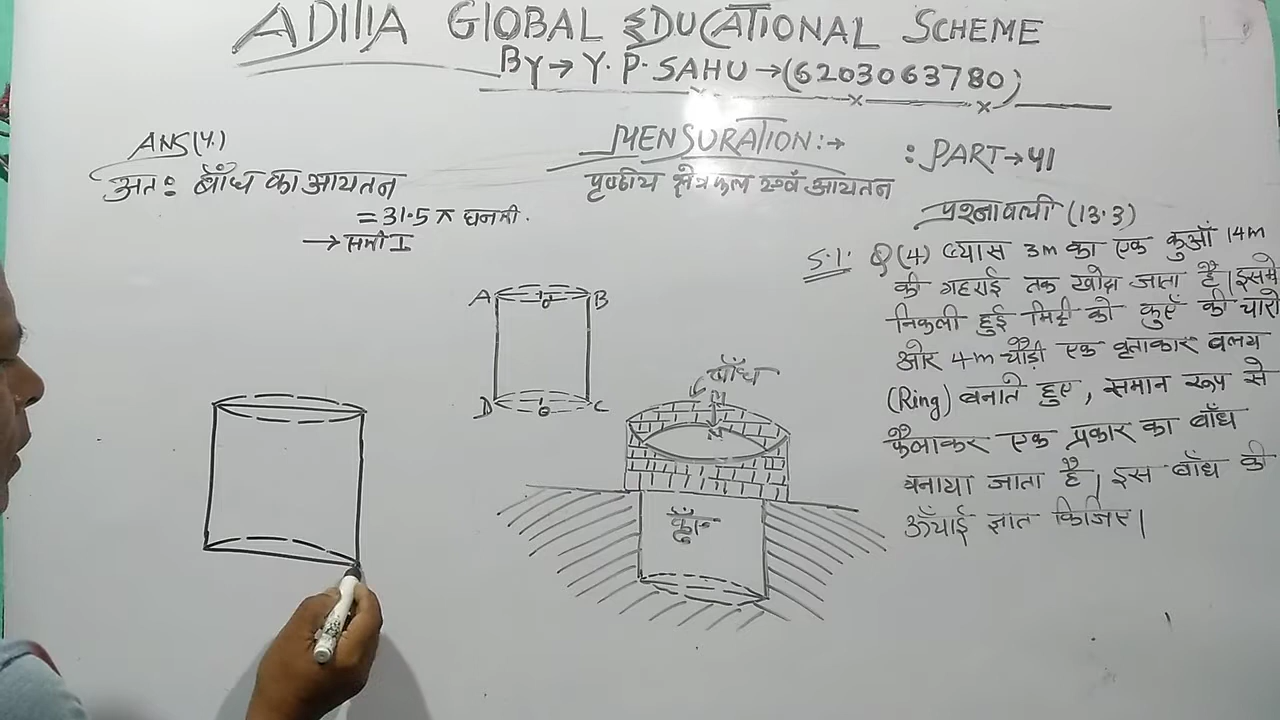 ADITIA GLOBAL EDUCATIONAL SCHEME
By → Y. P. SAHU → (6203063780)
MENSURATION :→
: PART → 41
पृष्ठीय क्षेत्रफल एवं आयतन
ANS (4.)
अतः बाँध का आयतन
= 31.5 π घनमी.
→ समी I
प्रश्नावली (13.3)
S.1. Q (4) व्यास 3m का एक कुआँ 14m
की गहराई तक खोदा जाता है। इसमें
निकली हुई मिट्टी को कुएँ की चारो
ओर 4m चौड़ी एक वृताकार वलय
(Ring) बनाते हुए, समान रूप से
फैलाकर एक प्रकार का बाँध
बनाया जाता है। इस बाँध की
ऊँचाई ज्ञात किजिए।
A B
D C
बाँध
M
N
कुआँ